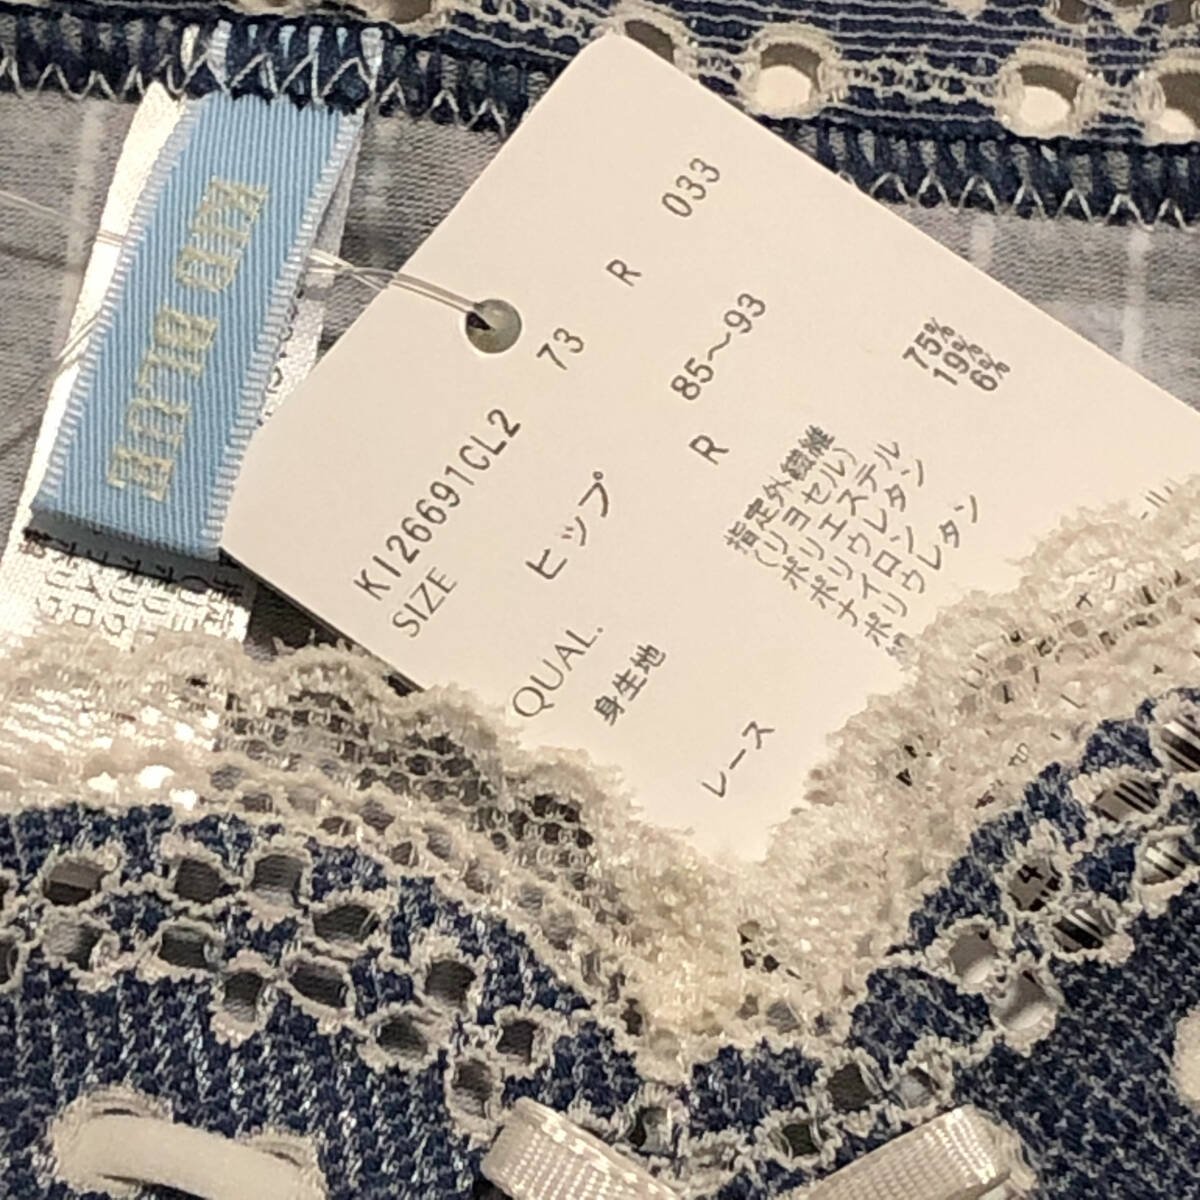 KID BLUE
KI26691CL2 73 R 033
SIZE
ヒップ 85～93
R
QUAL.
身生地 指定外繊維
(リヨセル) 75%
ポリエステル 19%
ポリウレタン 6%
レース ナイロン
ポリウレタン